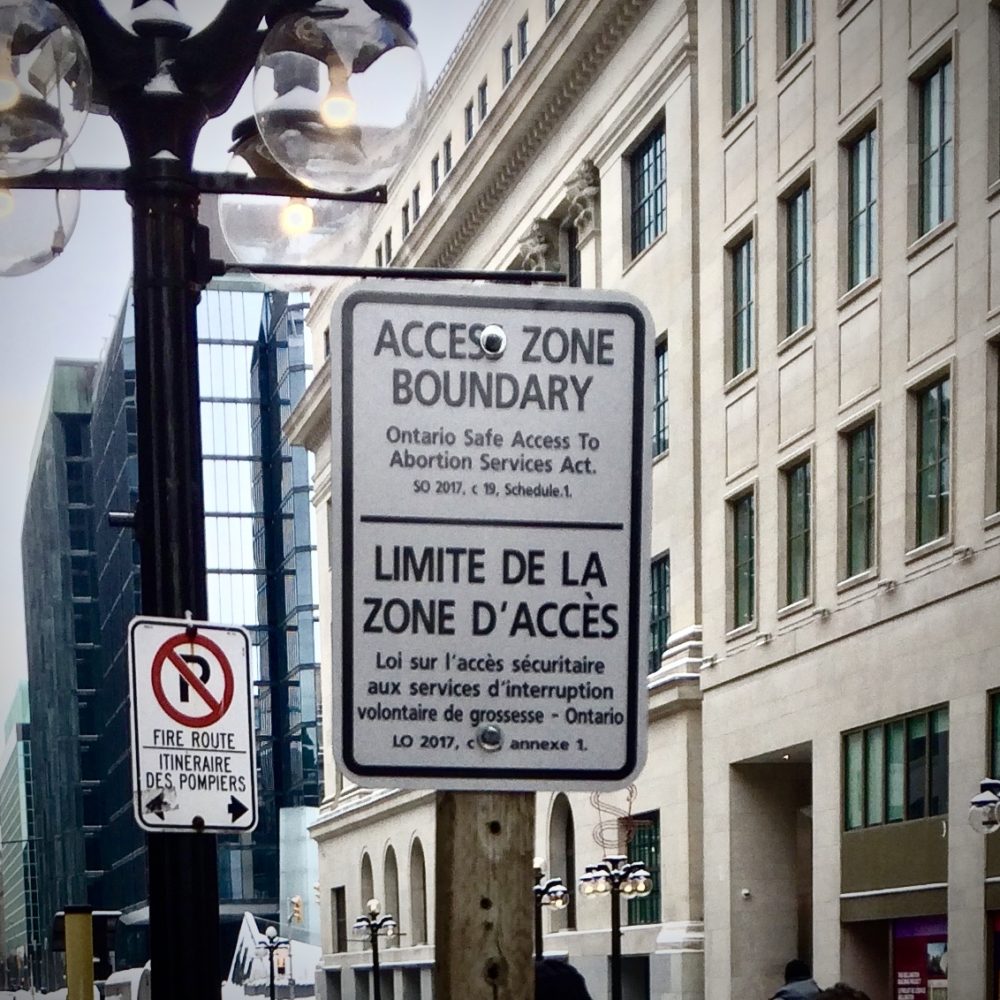 ACCESS ZONE
BOUNDARY
Ontario Safe Access To
Abortion Services Act.
SO 2017, c 19, Schedule.1.
LIMITE DE LA
ZONE D'ACCÈS
Loi sur l'accès sécuritaire
aux services d'interruption
volontaire de grossesse - Ontario
LO 2017, c annexe 1.
P
FIRE ROUTE
ITINÉRAIRE
DES POMPIERS